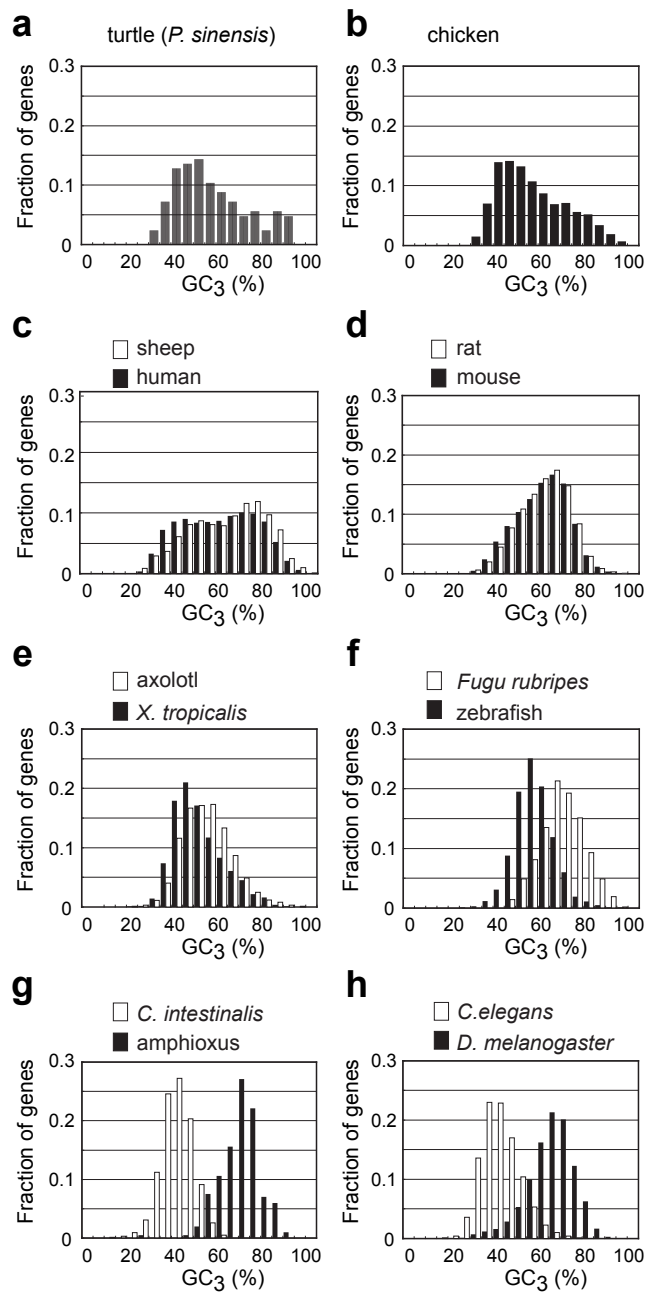 a
turtle (P. sinensis)
0.3
0.2
0.1
0
Fraction of genes
0 20 40 60 80 100
GC3 (%)
b
chicken
0.3
0.2
0.1
0
Fraction of genes
0 20 40 60 80 100
GC3 (%)
c
sheep
human
0.3
0.2
0.1
0
Fraction of genes
0 20 40 60 80 100
GC3 (%)
d
rat
mouse
0.3
0.2
0.1
0
Fraction of genes
0 20 40 60 80 100
GC3 (%)
e
axolotl
X. tropicalis
0.3
0.2
0.1
0
Fraction of genes
0 20 40 60 80 100
GC3 (%)
f
Fugu rubripes
zebrafish
0.3
0.2
0.1
0
Fraction of genes
0 20 40 60 80 100
GC3 (%)
g
C. intestinalis
amphioxus
0.3
0.2
0.1
0
Fraction of genes
0 20 40 60 80 100
GC3 (%)
h
C.elegans
D. melanogaster
0.3
0.2
0.1
0
Fraction of genes
0 20 40 60 80 100
GC3 (%)